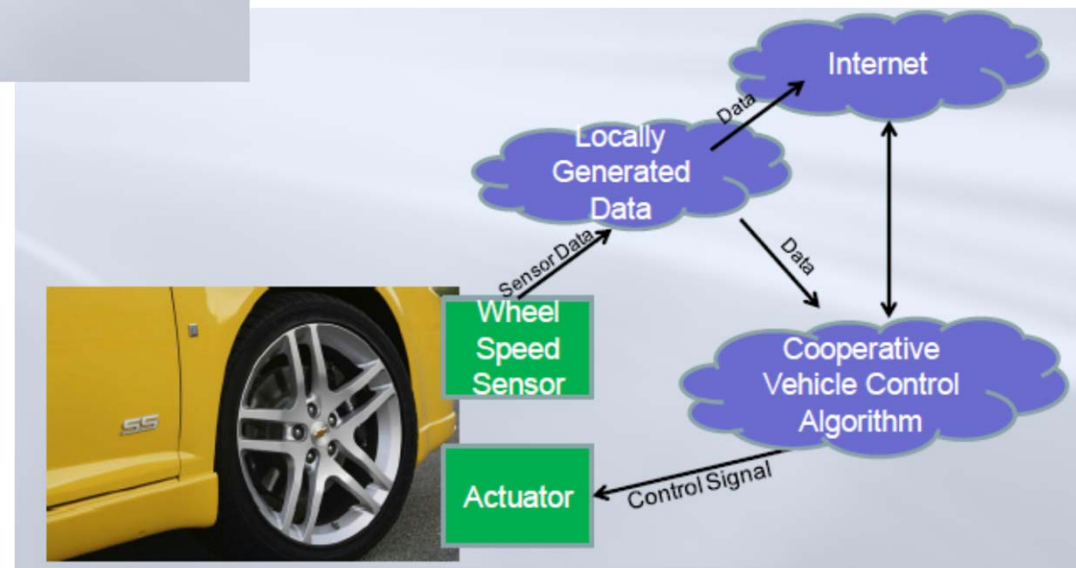 Internet
Data
Locally
Generated
Data
Sensor Data
Data
Wheel
Speed
Sensor
Cooperative
Vehicle Control
Algorithm
SS
Actuator
Control Signal